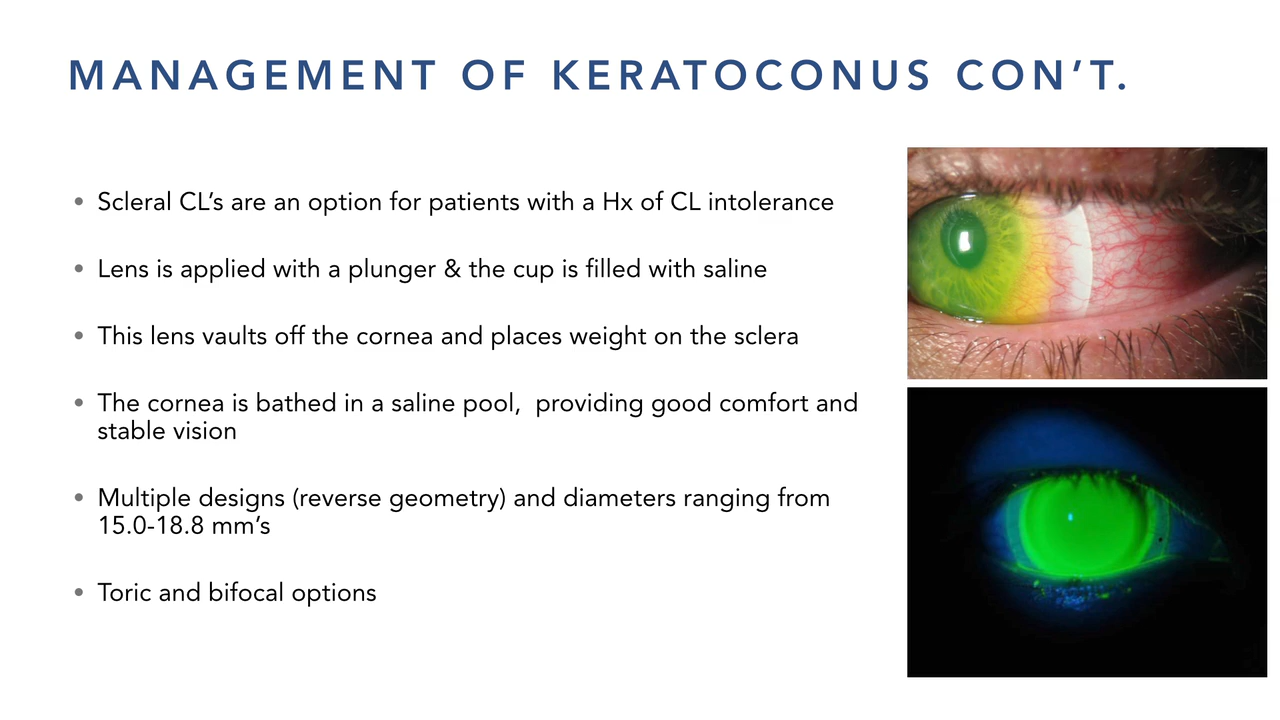 MANAGEMENT OF KERATOCONUS CON’T.
• Scleral CL’s are an option for patients with a Hx of CL intolerance
• Lens is applied with a plunger & the cup is filled with saline
• This lens vaults off the cornea and places weight on the sclera
• The cornea is bathed in a saline pool,  providing good comfort and
stable vision
• Multiple designs (reverse geometry) and diameters ranging from
15.0-18.8 mm’s
• Toric and bifocal options